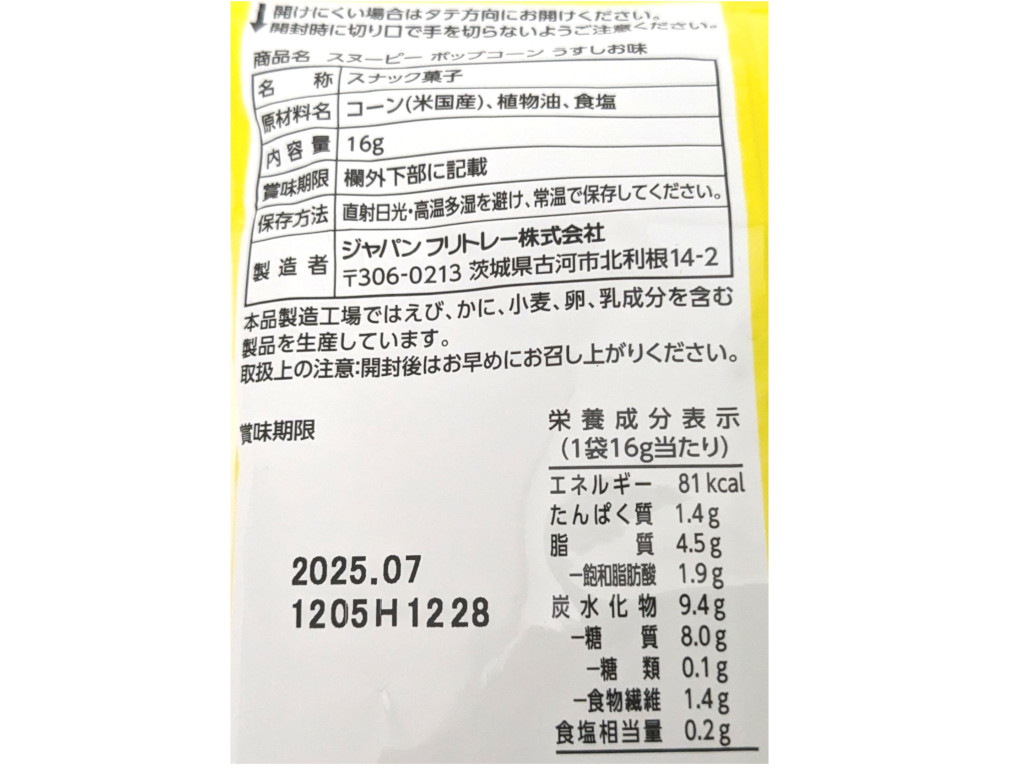 開けにくい場合はタテ方向にお開けください。
開封時に切り口で手を切らないようご注意ください。
商品名 スヌーピー ポップコーン うすしお味
名称 スナック菓子
原材料名 コーン(米国産)、植物油、食塩
内容量 16g
賞味期限 欄外下部に記載
保存方法 直射日光・高温多湿を避け、常温で保存してください。
製造者 ジャパンフリトレー株式会社
〒306-0213 茨城県古河市北利根14-2
本品製造工場ではえび、かに、小麦、卵、乳成分を含む
製品を生産しています。
取扱上の注意:開封後はお早めにお召し上がりください。
賞味期限
2025.07
1205H1228
栄養成分表示
(1袋16g当たり)
エネルギー 81kcal
たんぱく質 1.4g
脂質 4.5g
－飽和脂肪酸 1.9g
炭水化物 9.4g
－糖質 8.0g
－糖類 0.1g
－食物繊維 1.4g
食塩相当量 0.2g